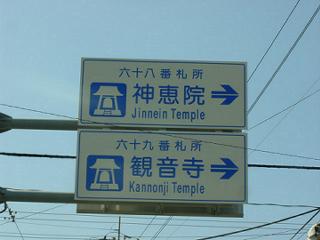 六十八番札所
神恵院
Jinnein Temple
六十九番札所
観音寺
Kannonji Temple